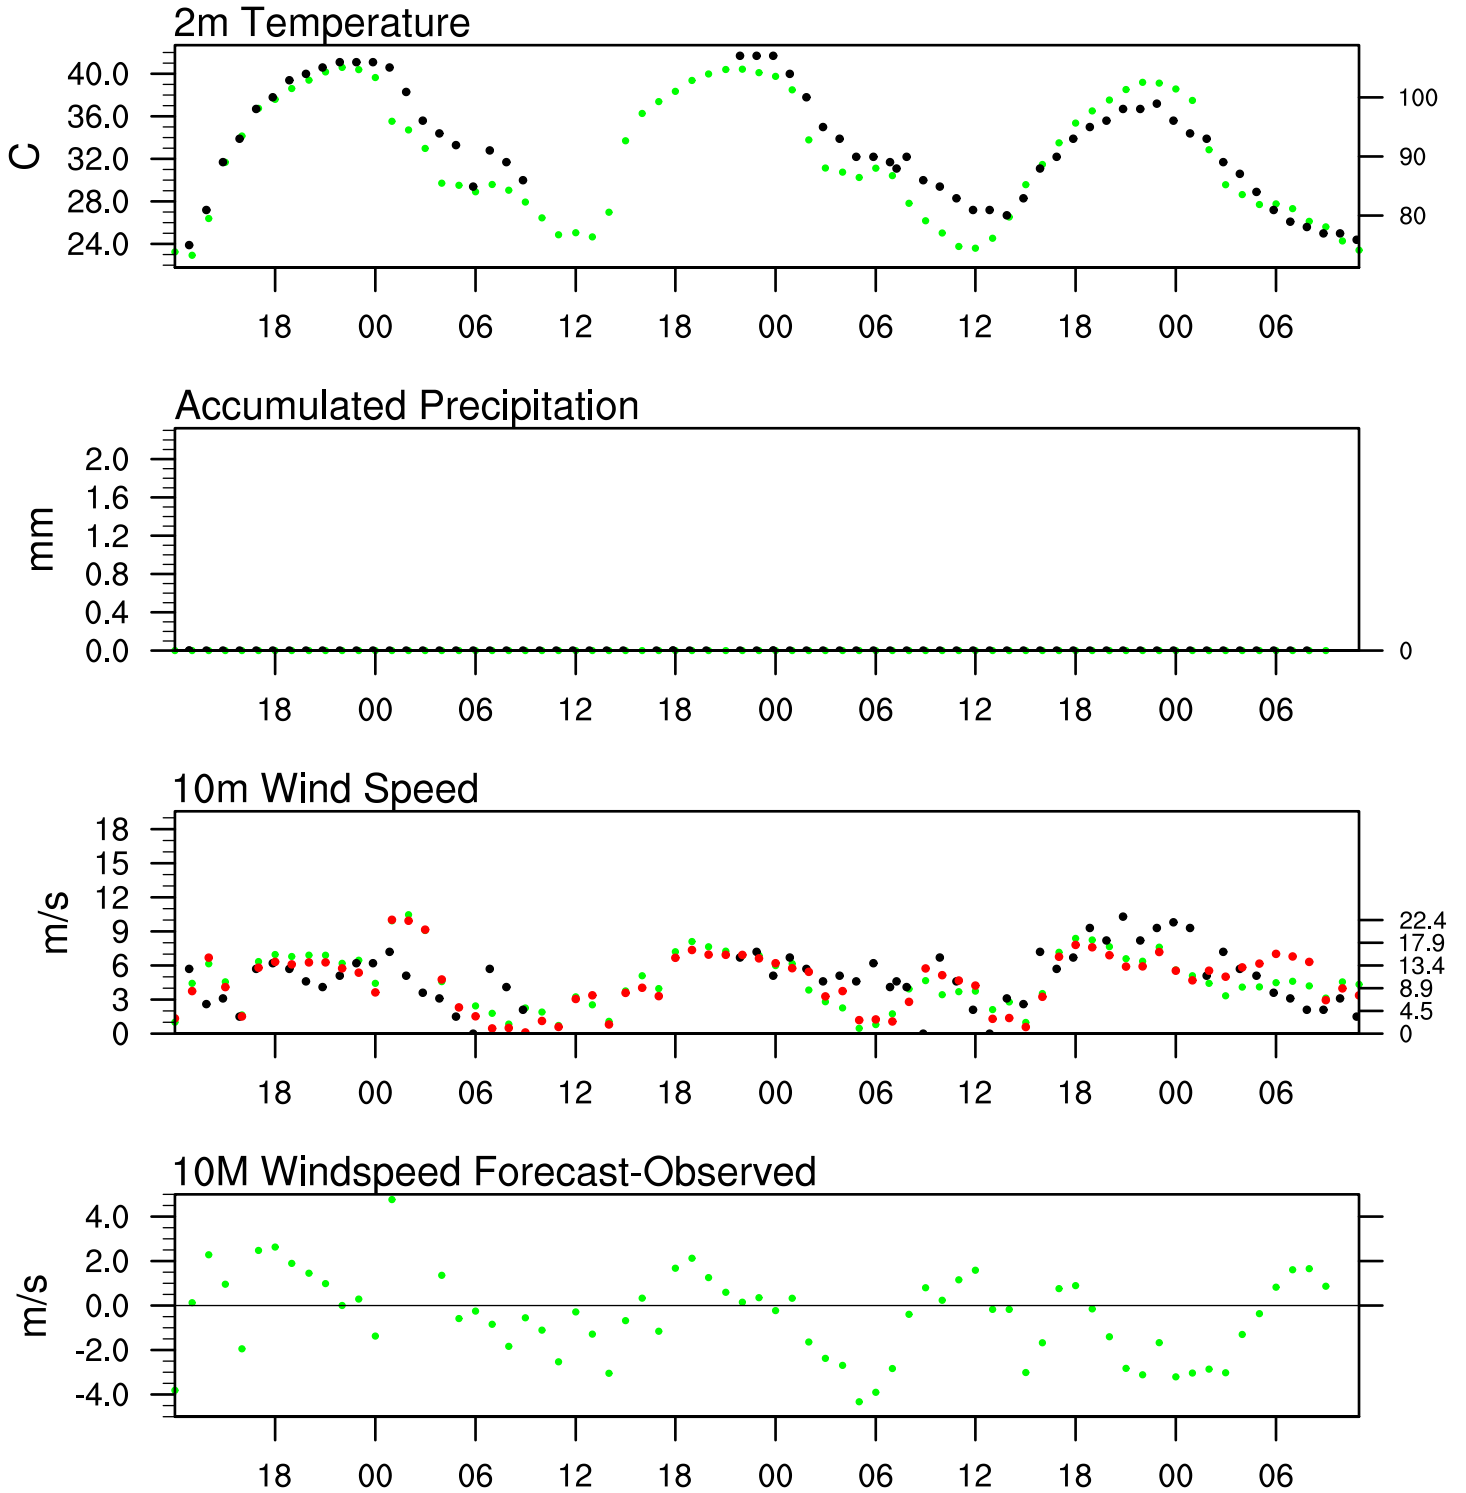 2m Temperature
40.0
36.0
32.0
28.0
24.0
C
100
90
80
18 00 06 12 18 00 06 12 18 00 06
Accumulated Precipitation
2.0
1.6
1.2
0.8
0.4
0.0
mm
0
18 00 06 12 18 00 06 12 18 00 06
10m Wind Speed
18
15
12
9
6
3
0
m/s
22.4
17.9
13.4
8.9
4.5
0
18 00 06 12 18 00 06 12 18 00 06
10M Windspeed Forecast-Observed
4.0
2.0
0.0
-2.0
-4.0
m/s
18 00 06 12 18 00 06 12 18 00 06